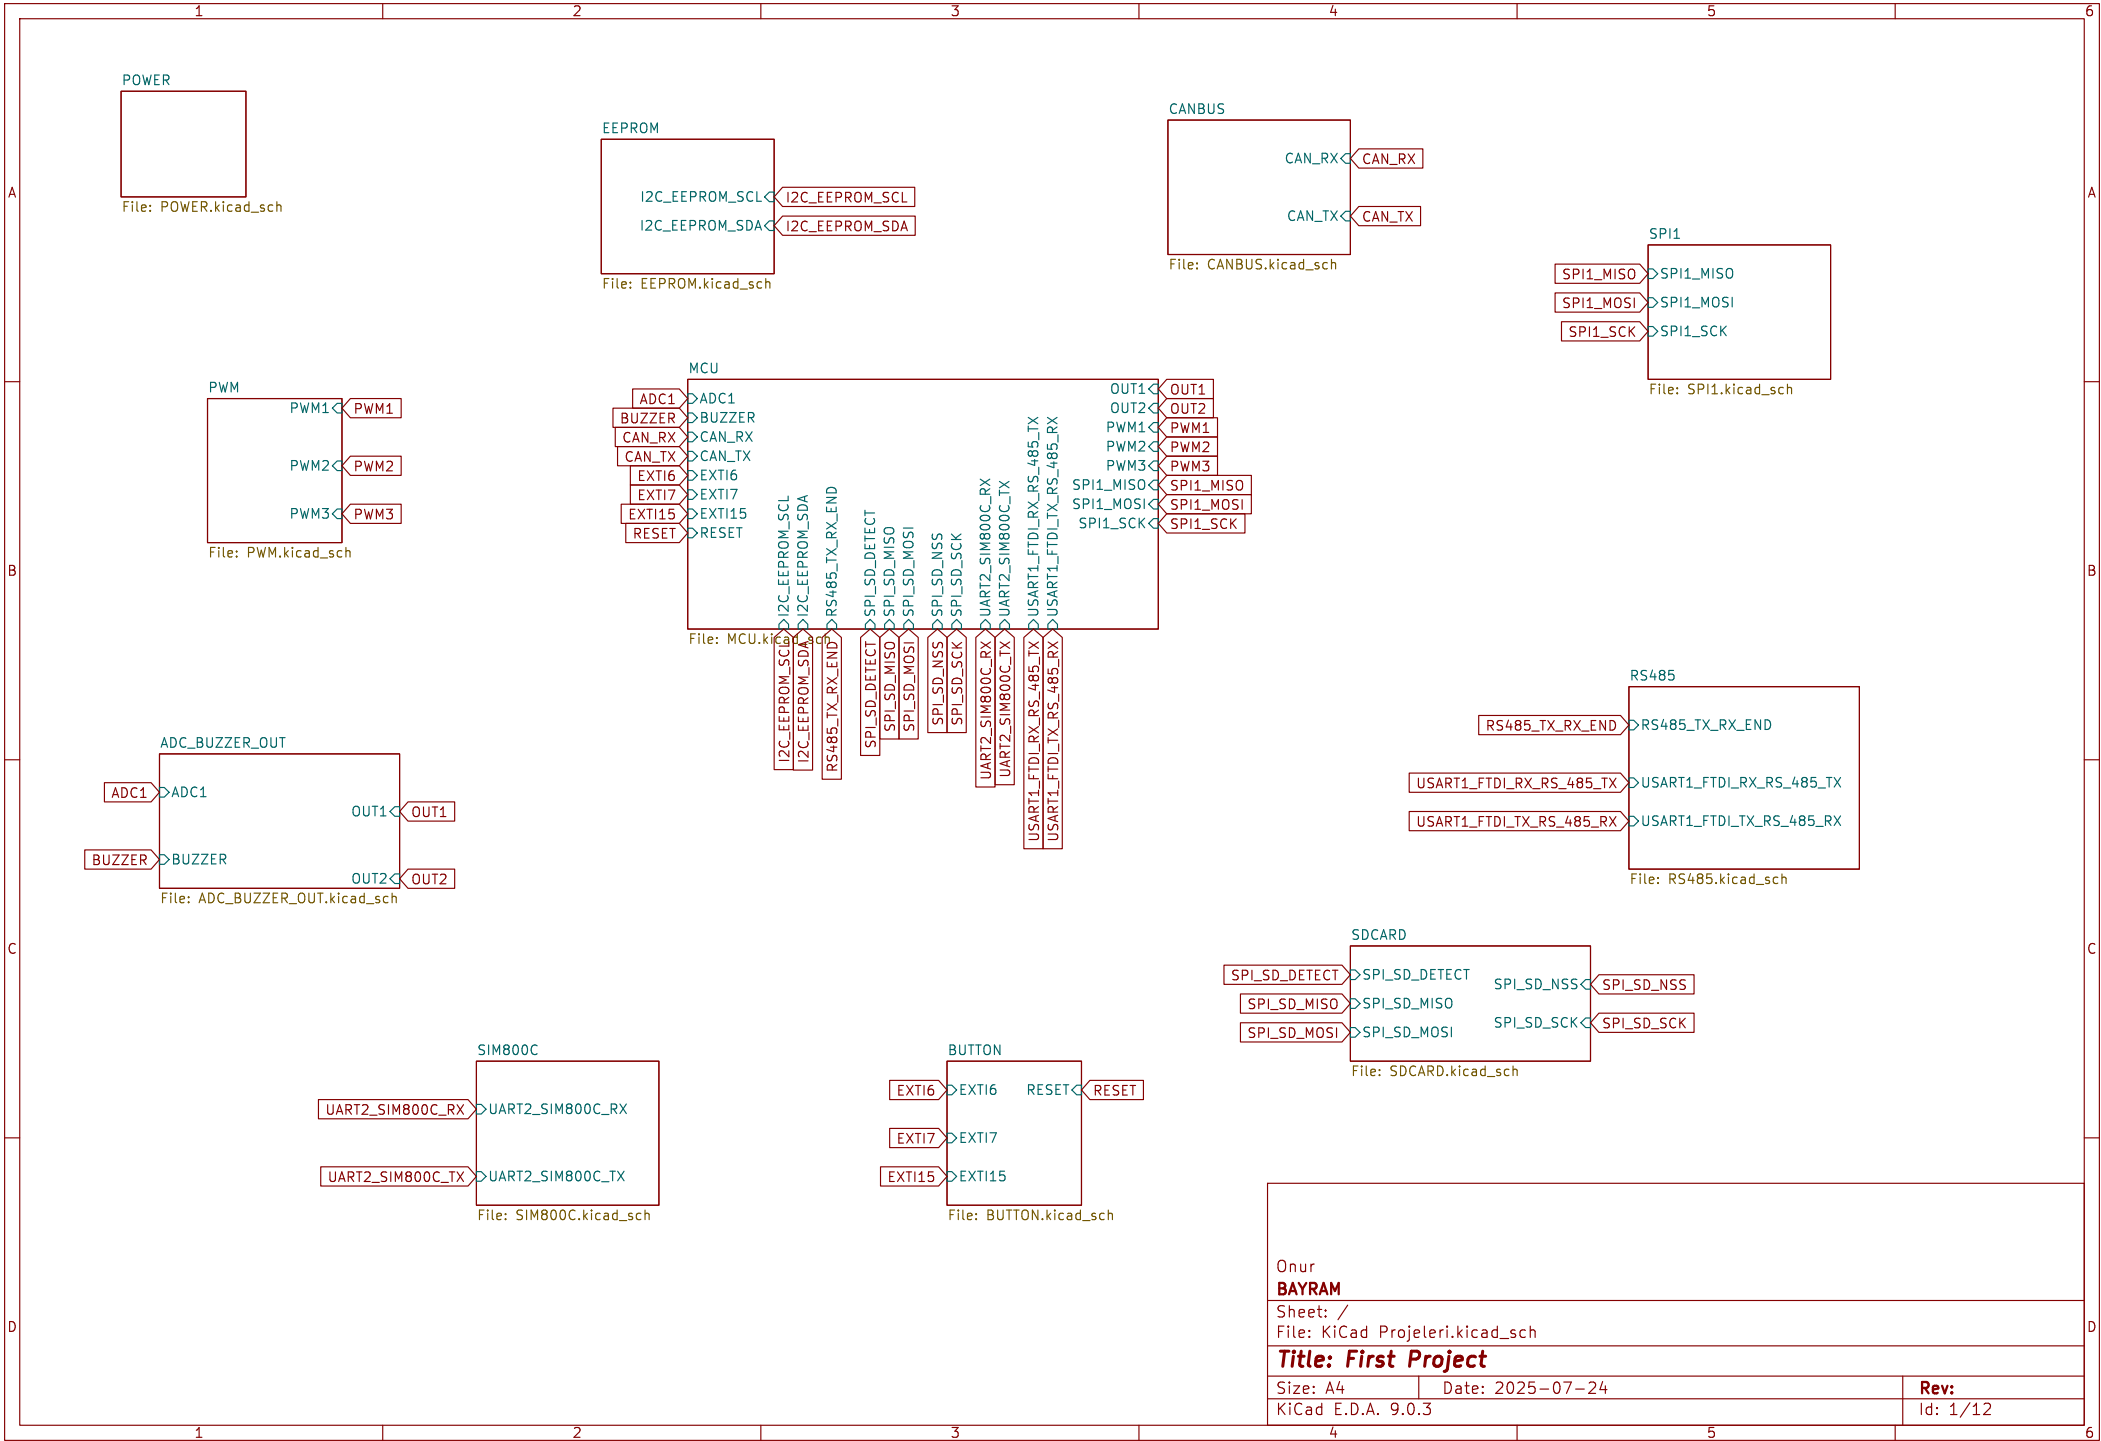 1 2 3 4 5 6
A A
B B
C C
D D
POWER
File: POWER.kicad_sch
EEPROM
I2C_EEPROM_SCL I2C_EEPROM_SCL
I2C_EEPROM_SDA I2C_EEPROM_SDA
File: EEPROM.kicad_sch
CANBUS
CAN_RX CAN_RX
CAN_TX CAN_TX
File: CANBUS.kicad_sch
SPI1
SPI1_MISO SPI1_MISO
SPI1_MOSI SPI1_MOSI
SPI1_SCK SPI1_SCK
File: SPI1.kicad_sch
PWM
PWM1 PWM1
PWM2 PWM2
PWM3 PWM3
File: PWM.kicad_sch
MCU
ADC1 ADC1
BUZZER BUZZER
CAN_RX CAN_RX
CAN_TX CAN_TX
EXTI6 EXTI6
EXTI7 EXTI7
EXTI15 EXTI15
RESET RESET
OUT1 OUT1
OUT2 OUT2
PWM1 PWM1
PWM2 PWM2
PWM3 PWM3
SPI1_MISO SPI1_MISO
SPI1_MOSI SPI1_MOSI
SPI1_SCK SPI1_SCK
I2C_EEPROM_SCL I2C_EEPROM_SCL
I2C_EEPROM_SDA I2C_EEPROM_SDA
RS485_TX_RX_END RS485_TX_RX_END
SPI_SD_DETECT SPI_SD_DETECT
SPI_SD_MISO SPI_SD_MISO
SPI_SD_MOSI SPI_SD_MOSI
SPI_SD_NSS SPI_SD_NSS
SPI_SD_SCK SPI_SD_SCK
UART2_SIM800C_RX UART2_SIM800C_RX
UART2_SIM800C_TX UART2_SIM800C_TX
USART1_FTDI_RX_RS_485_TX USART1_FTDI_RX_RS_485_TX
USART1_FTDI_TX_RS_485_RX USART1_FTDI_TX_RS_485_RX
File: MCU.kicad_sch
RS485
RS485_TX_RX_END RS485_TX_RX_END
USART1_FTDI_RX_RS_485_TX USART1_FTDI_RX_RS_485_TX
USART1_FTDI_TX_RS_485_RX USART1_FTDI_TX_RS_485_RX
File: RS485.kicad_sch
ADC_BUZZER_OUT
ADC1 ADC1
OUT1 OUT1
BUZZER BUZZER
OUT2 OUT2
File: ADC_BUZZER_OUT.kicad_sch
SDCARD
SPI_SD_DETECT SPI_SD_DETECT
SPI_SD_NSS SPI_SD_NSS
SPI_SD_MISO SPI_SD_MISO
SPI_SD_SCK SPI_SD_SCK
SPI_SD_MOSI SPI_SD_MOSI
File: SDCARD.kicad_sch
SIM800C
UART2_SIM800C_RX UART2_SIM800C_RX
UART2_SIM800C_TX UART2_SIM800C_TX
File: SIM800C.kicad_sch
BUTTON
EXTI6 EXTI6 RESET RESET
EXTI7 EXTI7
EXTI15 EXTI15
File: BUTTON.kicad_sch
Onur
BAYRAM
Sheet: /
File: KiCad Projeleri.kicad_sch
Title: First Project
Size: A4 Date: 2025-07-24 Rev:
KiCad E.D.A. 9.0.3 Id: 1/12
1 2 3 4 5 6